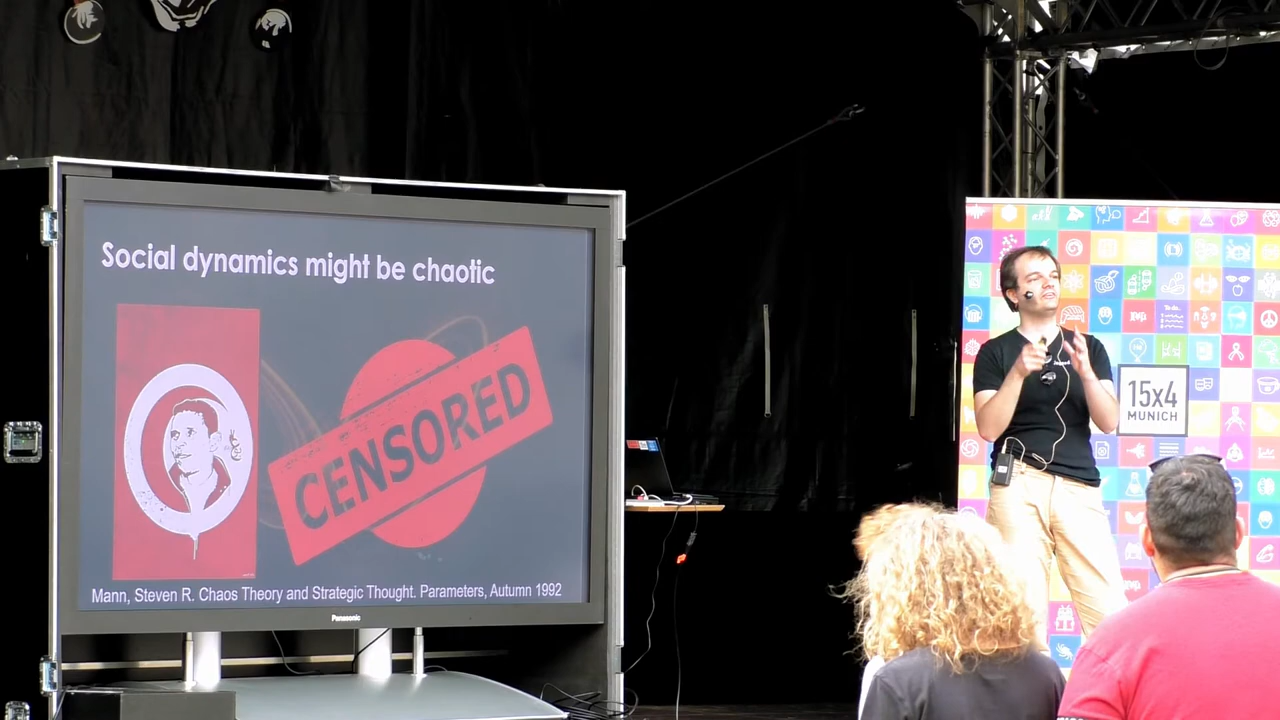 Social dynamics might be chaotic
CENSORED
Mann, Steven R. Chaos Theory and Strategic Thought. Parameters, Autumn 1992
Panasonic
15x4
MUNICH